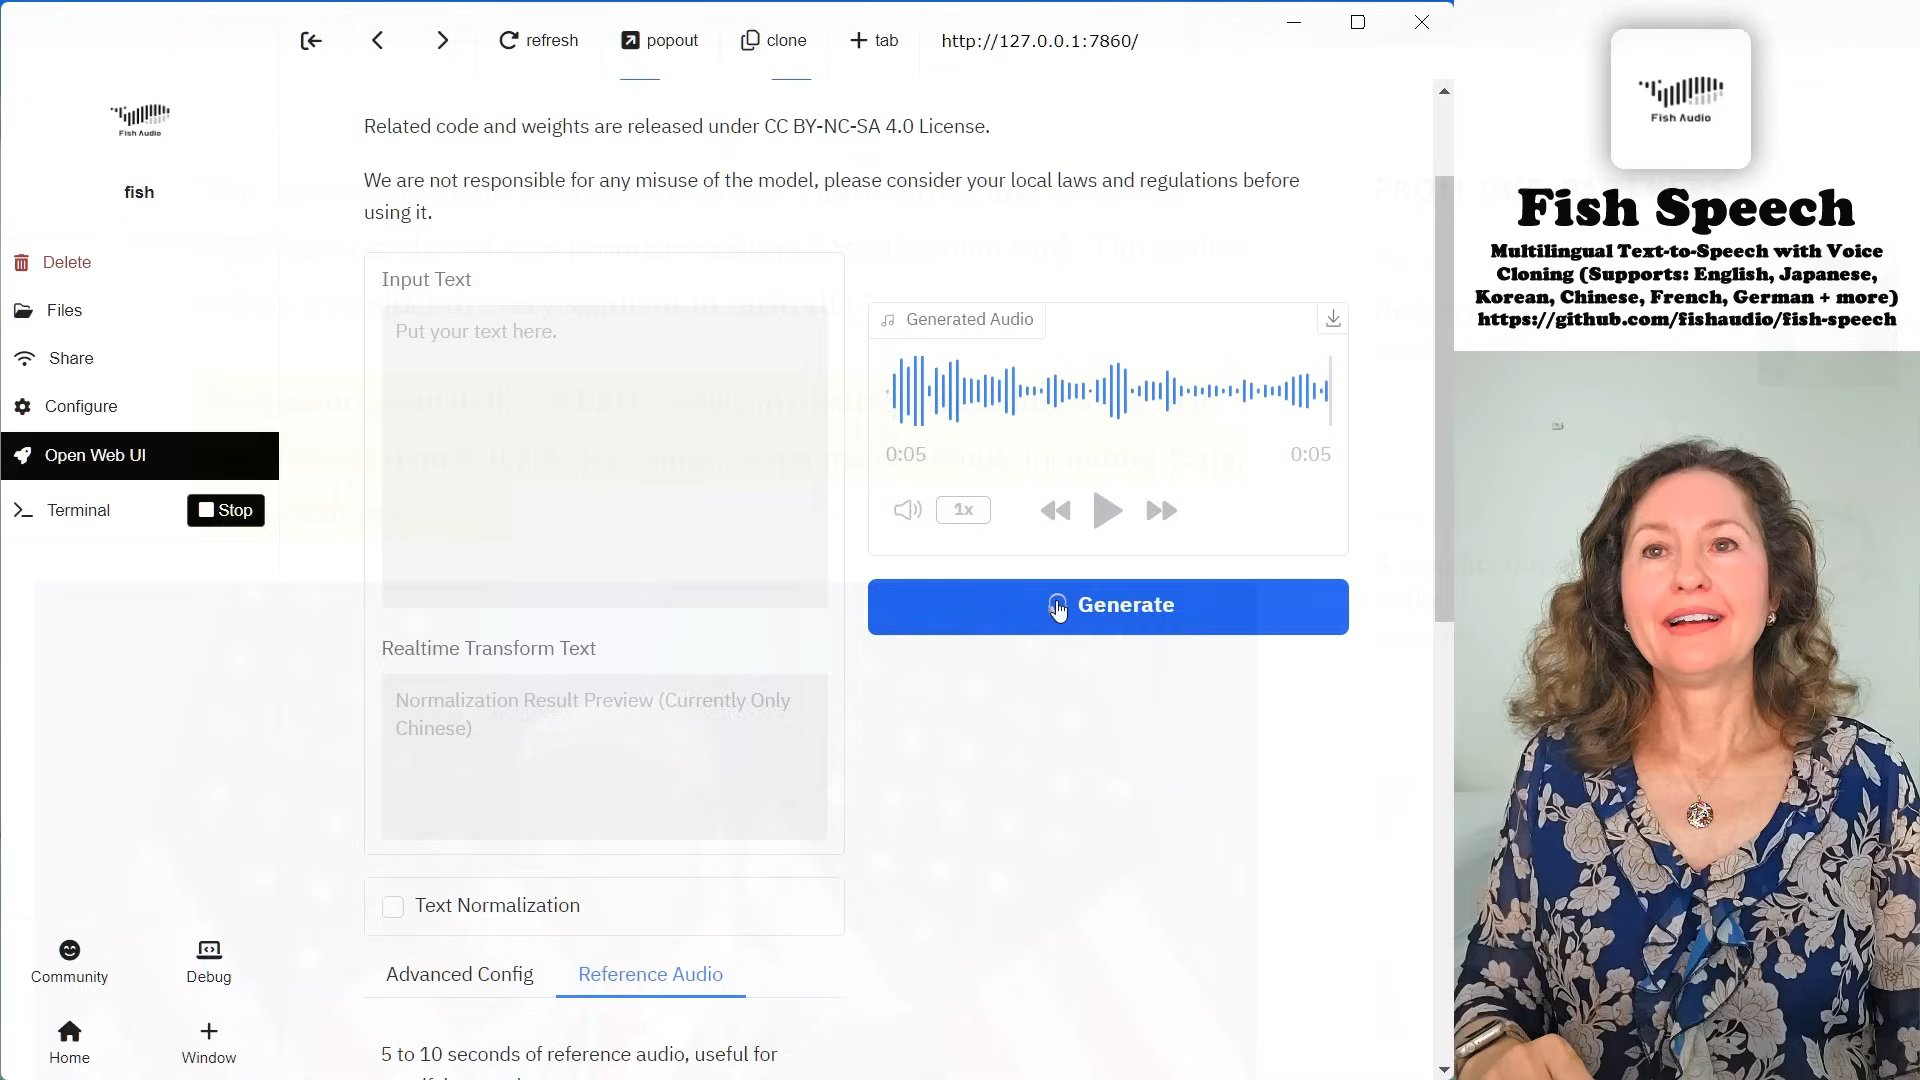 refresh
popout
clone
tab
http://127.0.0.1:7860/
Fish Audio
fish
Delete
Files
Share
Configure
Open Web UI
Terminal
Stop
Community
Debug
Home
Window
Related code and weights are released under CC BY-NC-SA 4.0 License.
We are not responsible for any misuse of the model, please consider your local laws and regulations before
using it.
Input Text
Put your text here.
Realtime Transform Text
Normalization Result Preview (Currently Only
Chinese)
Text Normalization
Advanced Config
Reference Audio
5 to 10 seconds of reference audio, useful for
Generated Audio
0:05
0:05
1x
Generate
Fish Audio
Fish Speech
Multilingual Text-to-Speech with Voice
Cloning (Supports: English, Japanese,
Korean, Chinese, French, German + more)
https://github.com/fishaudio/fish-speech